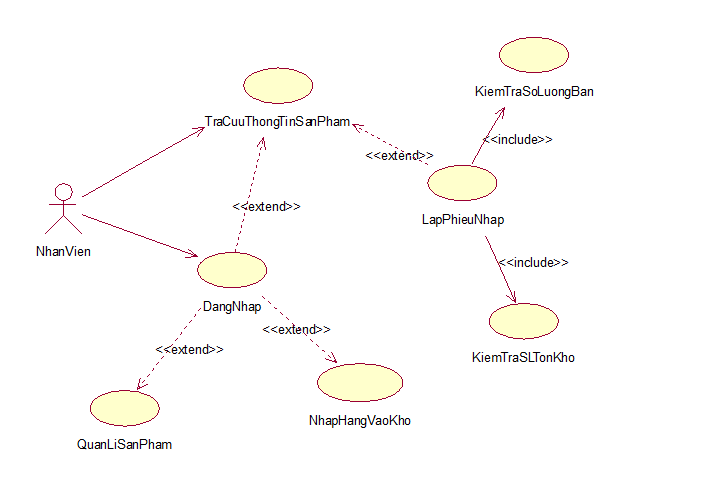 KiemTraSoLuongBan
TraCuuThongTinSanPham
<<include>>
<<extend>>
LapPhieuNhap
<<extend>>
NhanVien
<<include>>
DangNhap
<<extend>>
<<extend>>
KiemTraSLTonKho
NhapHangVaoKho
QuanLiSanPham